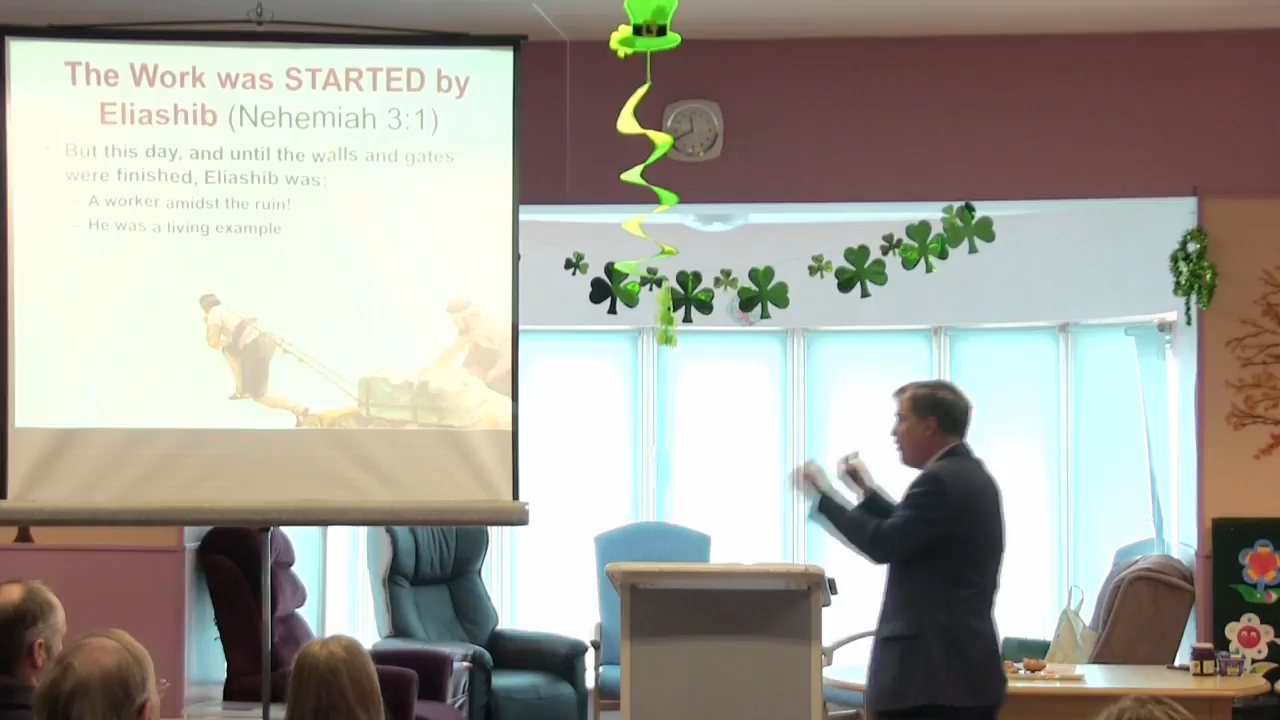 The Work was STARTED by
Eliashib (Nehemiah 3:1)
But this day, and until the walls and gates
were finished, Eliashib was:
– A worker amidst the ruin!
– He was a living example